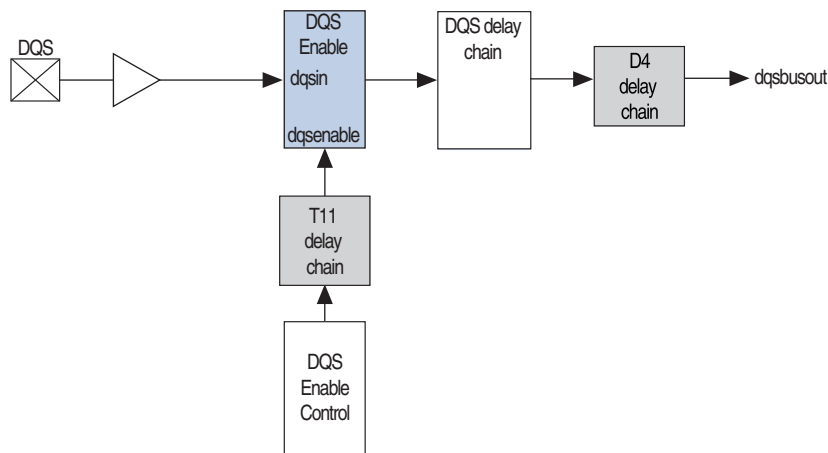 DQS
DQS
Enable
dqsin
dqsenable
DQS delay
chain
D4
delay
chain
dqsbusout
T11
delay
chain
DQS
Enable
Control